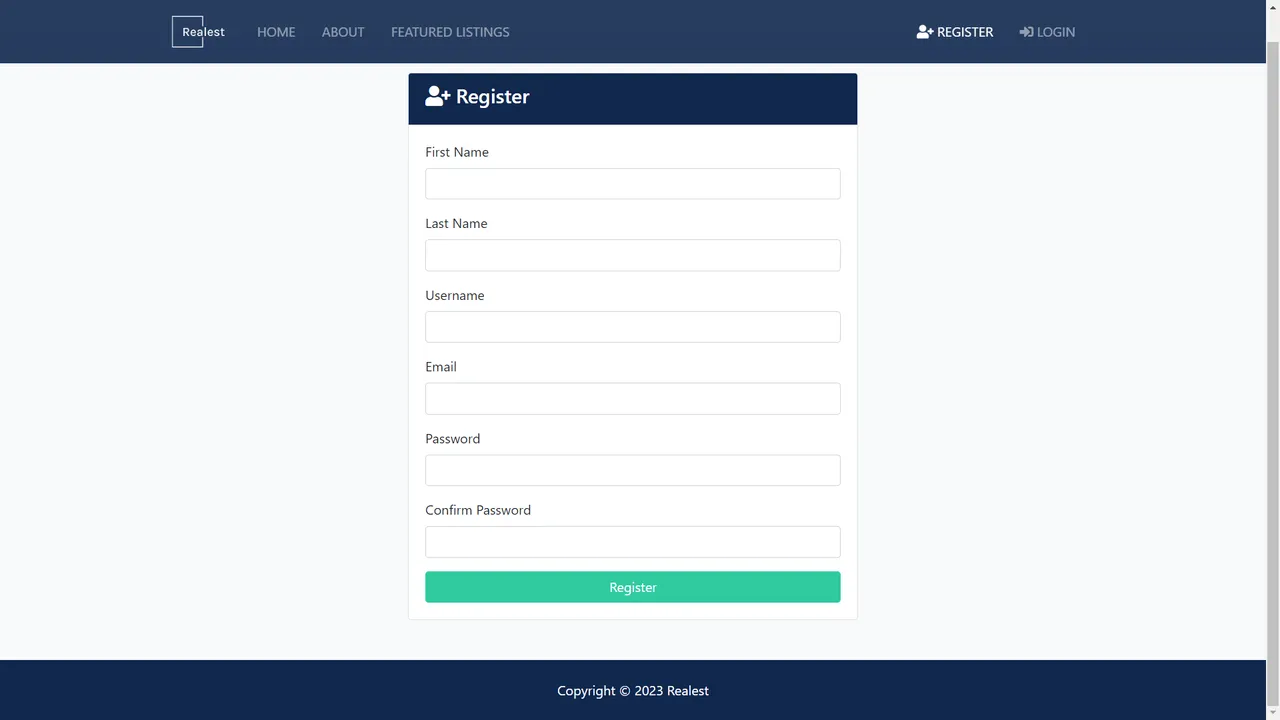 Realest HOME ABOUT FEATURED LISTINGS REGISTER LOGIN
Register
First Name
Last Name
Username
Email
Password
Confirm Password
Register
Copyright © 2023 Realest